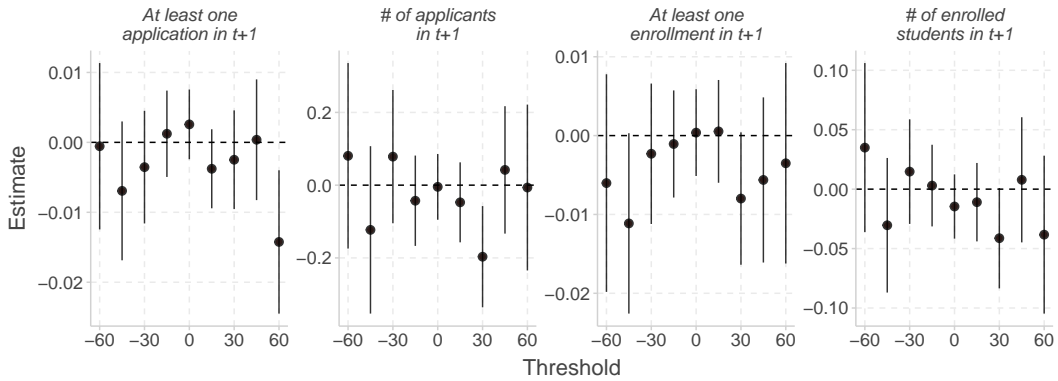 At least one
application in t+1
# of applicants
in t+1
At least one
enrollment in t+1
# of enrolled
students in t+1
Estimate
0.01
0.00
−0.01
−0.02
0.2
0.0
−0.2
0.01
0.00
−0.01
−0.02
0.10
0.05
0.00
−0.05
−0.10
−60 −30 0 30 60
−60 −30 0 30 60
−60 −30 0 30 60
−60 −30 0 30 60
Threshold